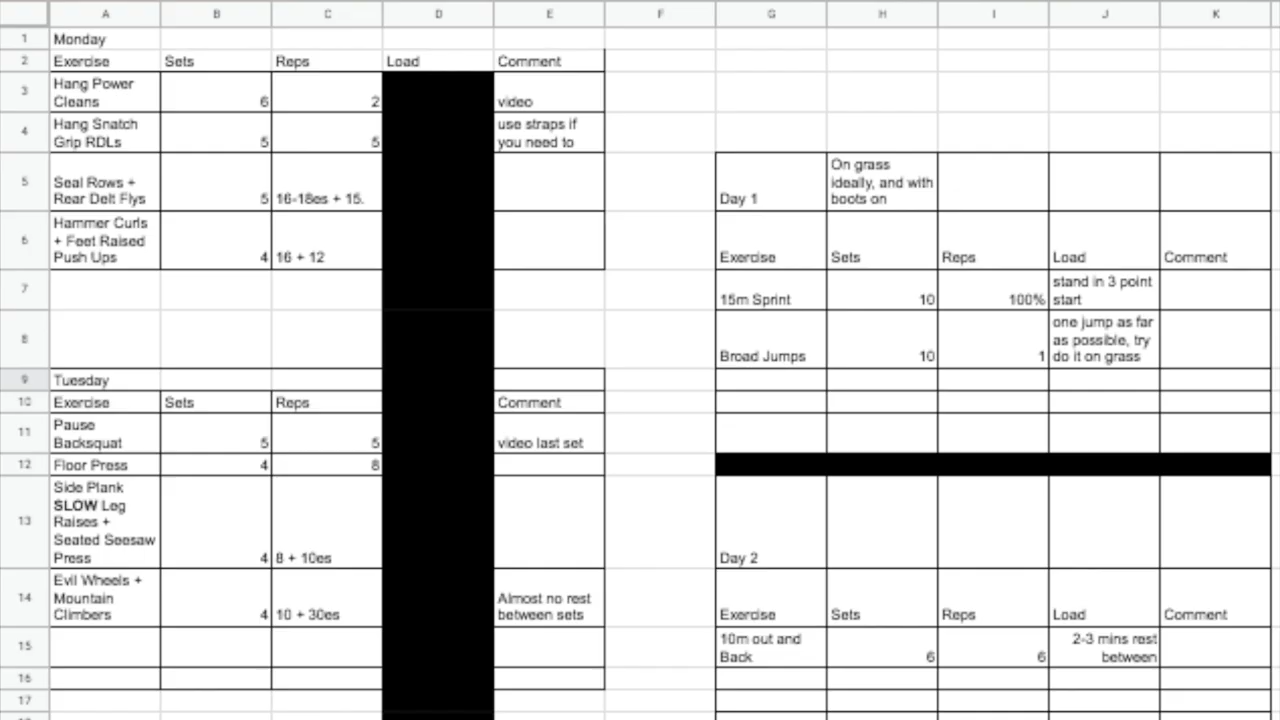 A B C D E F G H I J K
1 Monday
2 Exercise Sets Reps Load Comment
3 Hang Power
Cleans 6 2 video
4 Hang Snatch
Grip RDLs 5 5 use straps if
you need to
5 Seal Rows +
Rear Delt Flys 5 16-18es + 15.
Day 1 On grass
ideally, and with
boots on
6 Hammer Curls
+ Feet Raised
Push Ups 4 16 + 12
Exercise Sets Reps Load Comment
7 15m Sprint 10 100% stand in 3 point
start
8 Broad Jumps 10 1 one jump as far
as possible, try
do it on grass
9 Tuesday
10 Exercise Sets Reps Comment
11 Pause
Backsquat 5 5 video last set
12 Floor Press 4 8
13 Side Plank
SLOW Leg
Raises +
Seated Seesaw
Press 4 8 + 10es
Day 2
14 Evil Wheels +
Mountain
Climbers 4 10 + 30es Almost no rest
between sets
Exercise Sets Reps Load Comment
15 10m out and
Back 6 6 2-3 mins rest
between
16
17